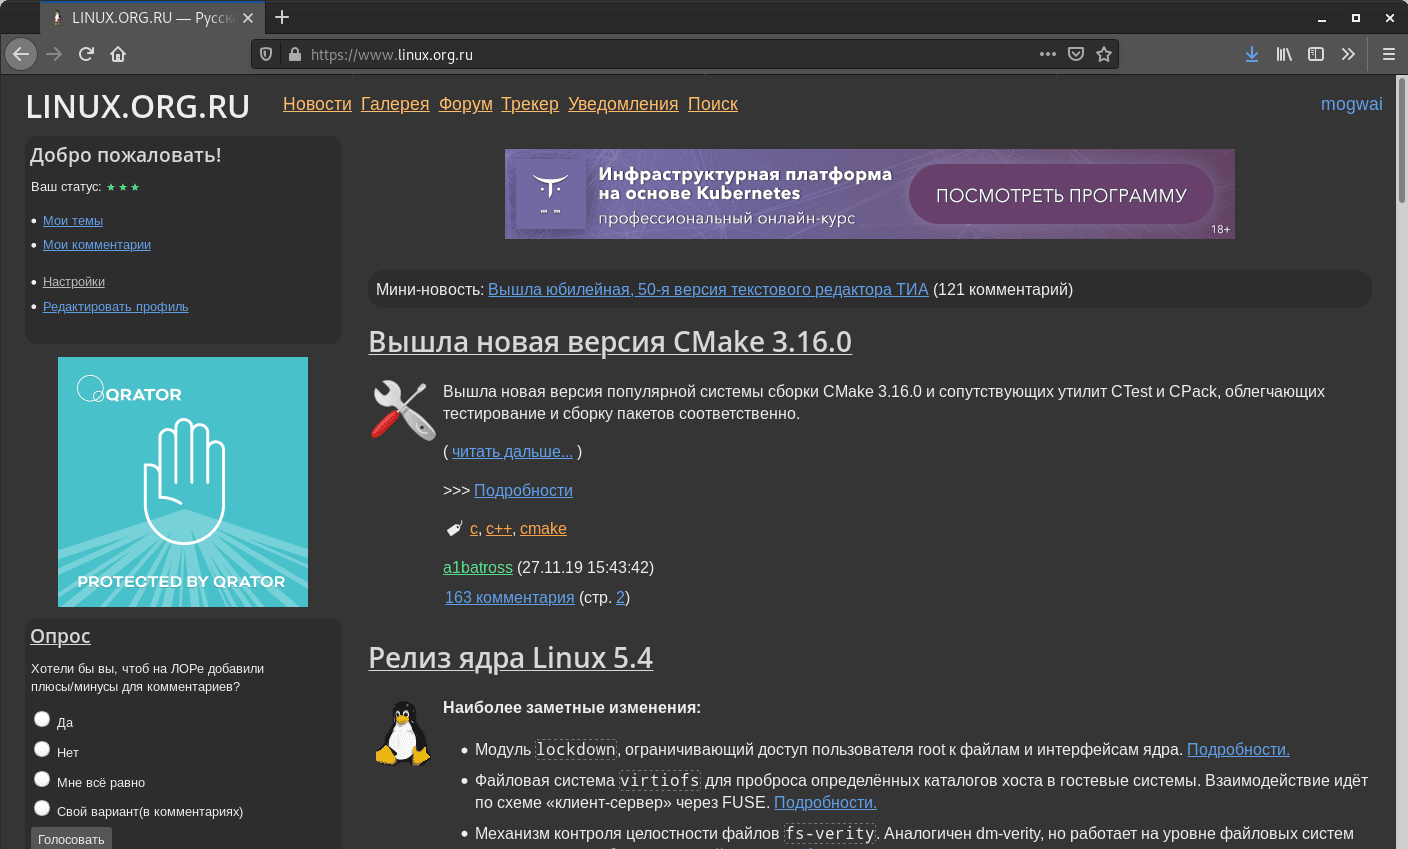 LINUX.ORG.RU — Русска
https://www.linux.org.ru
LINUX.ORG.RU
Новости Галерея Форум Трекер Уведомления Поиск
mogwai
Добро пожаловать!
Ваш статус: ★ ★ ★
Мои темы
Мои комментарии
Настройки
Редактировать профиль
QRATOR
PROTECTED BY QRATOR
Опрос
Хотели бы вы, чтоб на ЛОРе добавили
плюсы/минусы для комментариев?
Да
Нет
Мне всё равно
Свой вариант(в комментариях)
Голосовать
Инфраструктурная платформа
на основе Kubernetes
профессиональный онлайн-курс
ПОСМОТРЕТЬ ПРОГРАММУ
18+
Мини-новость: Вышла юбилейная, 50-я версия текстового редактора TIA (121 комментарий)
Вышла новая версия CMake 3.16.0
Вышла новая версия популярной системы сборки CMake 3.16.0 и сопутствующих утилит CTest и CPack, облегчающих
тестирование и сборку пакетов соответственно.
( читать дальше... )
>>> Подробности
c, c++, cmake
a1batross (27.11.19 15:43:42)
163 комментария (стр. 2)
Релиз ядра Linux 5.4
Наиболее заметные изменения:
Модуль lockdown, ограничивающий доступ пользователя root к файлам и интерфейсам ядра. Подробности.
Файловая система virtiofs для проброса определённых каталогов хоста в гостевые системы. Взаимодействие идёт
по схеме «клиент-сервер» через FUSE. Подробности.
Механизм контроля целостности файлов fs-verity. Аналогичен dm-verity, но работает на уровне файловых систем